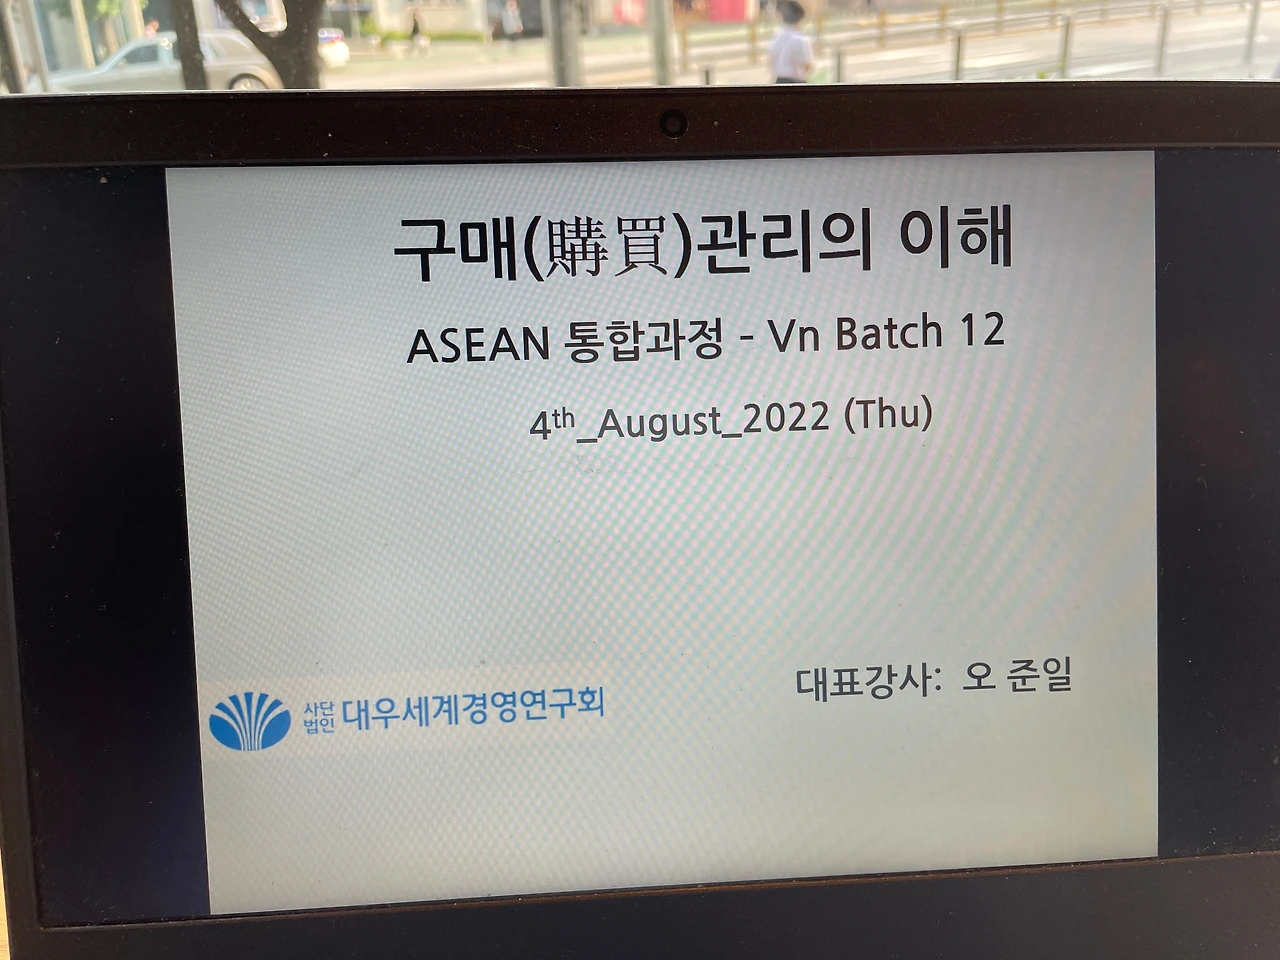 구매(購買)관리의 이해
ASEAN 통합과정 - Vn Batch 12
4th_August_2022 (Thu)
대표강사: 오 준일
사단
법인 대우세계경영연구회